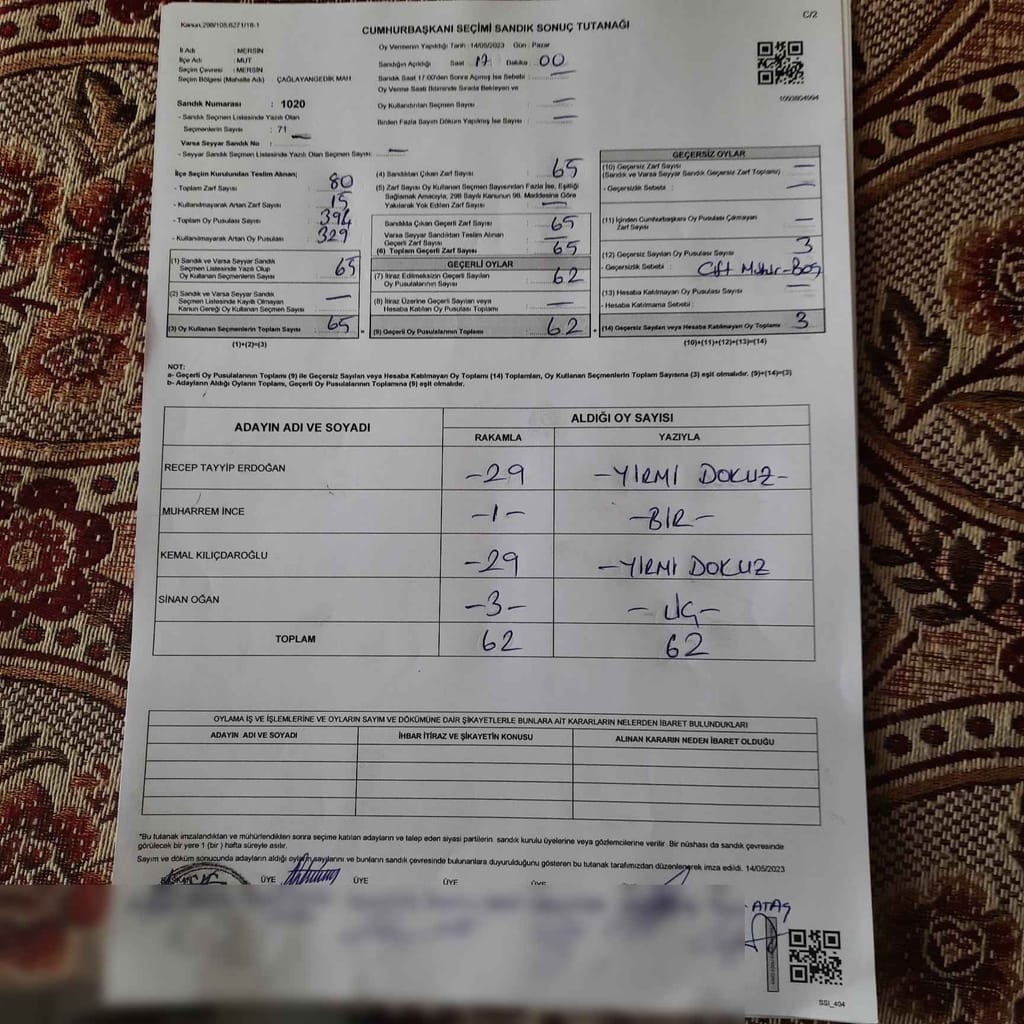 Kanun.298/105.6271/16-1
C/2
CUMHURBAŞKANI SEÇİMİ SANDIK SONUÇ TUTANAĞI
İl Adı : MERSİN
İlçe Adı : MUT
Seçim Çevresi : MERSİN
Seçim Bölgesi (Mahalle Adı) : ÇAĞLAYANGEDİK MAH
Sandık Numarası : 1020
- Sandık Seçmen Listesinde Yazılı Olan
Seçmenlerin Sayısı : 71
Varsa Seyyar Sandık No :
- Seyyar Sandık Seçmen Listesinde Yazılı Olan Seçmen Sayısı: —
Oy Vermenin Yapıldığı Tarih :14/05/2023 Gün : Pazar
Sandığın Açıldığı Saat 17 Dakika : 00
Sandık Saat 17:00'den Sonra Açmış İse Sebebi : —
Oy Verme Saati Bitiminde Sırada Bekleyen ve
Oy Kullandırılan Seçmen Sayısı : —
Birden Fazla Sayım Döküm Yapılmış İse Sayısı : —
İlçe Seçim Kurulundan Teslim Alınan;
- Toplam Zarf Sayısı : 80
- Kullanılmayarak Artan Zarf Sayısı : 15
- Toplam Oy Pusulası Sayısı : 394
- Kullanılmayarak Artan Oy Pusulası : 329
(1) Sandık ve Varsa Seyyar Sandık
Seçmen Listesinde Yazılı Olup
Oy Kullanan Seçmenlerin Sayısı : 65
(2) Sandık ve Varsa Seyyar Sandık
Seçmen Listesinde Kayıtlı Olmayan
Kanun Gereği Oy Kullanan Seçmenlerin Sayısı : —
(3) Oy Kullanan Seçmenlerin Toplam Sayısı : 65
(1)+(2)=(3)
(4) Sandıktan Çıkan Zarf Sayısı : 65
(5) Zarf Sayısı Oy Kullanan Seçmen Sayısından Fazla İse, Eşitliği
Sağlamak Amacıyla, 298 Sayılı Kanunun 98. Maddesine Göre
Yakılarak Yok Edilen Zarf Sayısı : —
Sandıkta Çıkan Geçerli Zarf Sayısı : 65
Varsa Seyyar Sandıktan Teslim Alınan
Geçerli Zarf Sayısı : —
(6) Toplam Geçerli Zarf Sayısı : 65
GEÇERLİ OYLAR
(7) İtiraz Edilmeksizin Geçerli Sayılan
Oy Pusulalarının Sayısı : 62
(8) İtiraz Üzerine Geçerli Sayılan veya
Hesaba Katılan Oy Pusulalarının Toplamı : —
(9) Geçerli Oy Pusulalarının Toplamı : 62
GEÇERSİZ OYLAR
(10) Geçersiz Zarf Sayısı
(Sandık ve Varsa Seyyar Sandık Geçersiz Zarf Toplamı) —
- Geçersizlik Sebebi : —
(11) İçinden Cumhurbaşkanı Oy Pusulası Çıkmayan
Zarf Sayısı —
(12) Geçersiz Sayılan Oy Pusulası Sayısı 3
- Geçersizlik Sebebi : Çift Mühür-Boş
(13) Hesaba Katılmayan Oy Pusulası Sayısı —
- Hesaba Katılmama Sebebi :
(14) Geçersiz Sayılan veya Hesaba Katılmayan Oy Toplamı 3
(10)+(11)+(12)+(13)=(14)
NOT:
a- Geçerli Oy Pusulalarının Toplamı (9) ile Geçersiz Sayılan veya Hesaba Katılmayan Oy Toplamı (14) Toplamları, Oy Kullanan Seçmenlerin Toplam Sayısına (3) eşit olmalıdır. (9)+(14)=(3)
b- Adayların Aldığı Oyların Toplamı, Geçerli Oy Pusulalarının Toplamına (9) eşit olmalıdır.
ADAYIN ADI VE SOYADI
ALDIĞI OY SAYISI
RAKAMLA YAZIYLA
RECEP TAYYİP ERDOĞAN -29 -YİRMİ DOKUZ-
MUHARREM İNCE -1- -BİR-
KEMAL KILIÇDAROĞLU -29 -YİRMİ DOKUZ
SİNAN OĞAN -3- -ÜÇ-
TOPLAM 62 62
OYLAMA İŞ VE İŞLEMLERİNE VE OYLARIN SAYIM VE DÖKÜMÜNE DAİR ŞİKAYETLERLE BUNLARA AİT KARARLARIN NELERDEN İBARET BULUNDUKLARI
ADAYIN ADI VE SOYADI İHBAR İTİRAZ VE ŞİKAYETİN KONUSU ALINAN KARARIN NEDEN İBARET OLDUĞU
*Bu tutanak imzalandıktan ve mühürlendikten sonra seçime katılan adayların ve talep eden siyasi partilerin sandık kurulu üyelerine veya gözlemcilerine verilir. Bir nüshası da sandık çevresinde
görülecek bir yere 1 (bir ) hafta süreyle asılır.
Sayım ve döküm sonucunda adayların aldığı oyların sayılarını ve bunların sandık çevresinde bulunanlara duyurulduğunu gösteren bu tutanak tarafımızdan düzenlenerek imza edildi. 14/05/2023
BAŞKAN ÜYE ÜYE ÜYE ÜYE
ATAŞ
SSI_404